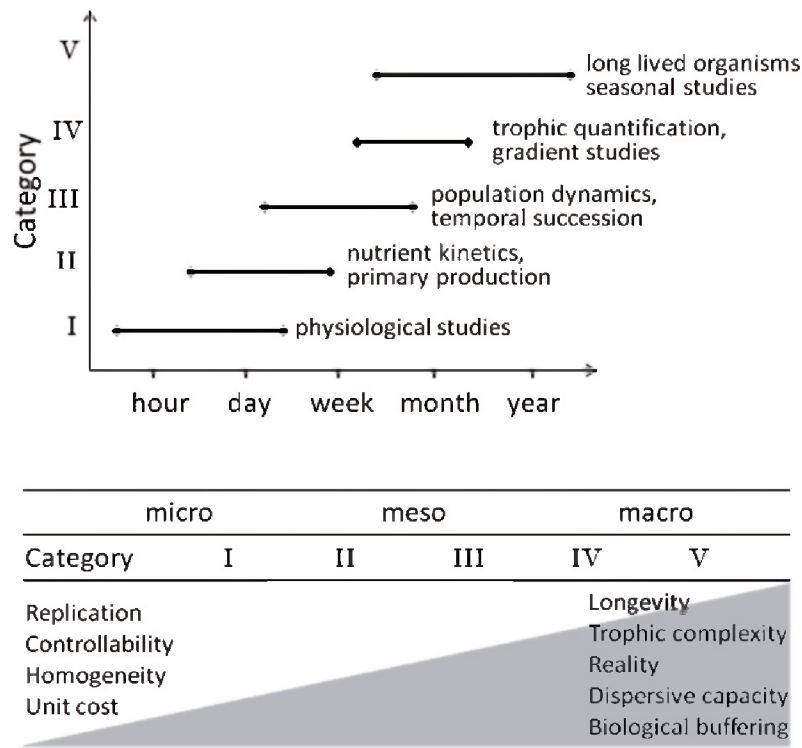 V
long lived organisms
seasonal studies
IV
trophic quantification,
gradient studies
Category
III
population dynamics,
temporal succession
II
nutrient kinetics,
primary production
I
physiological studies
hour day week month year
micro meso macro
Category I II III IV V
Replication
Controllability
Homogeneity
Unit cost
Longevity
Trophic complexity
Reality
Dispersive capacity
Biological buffering